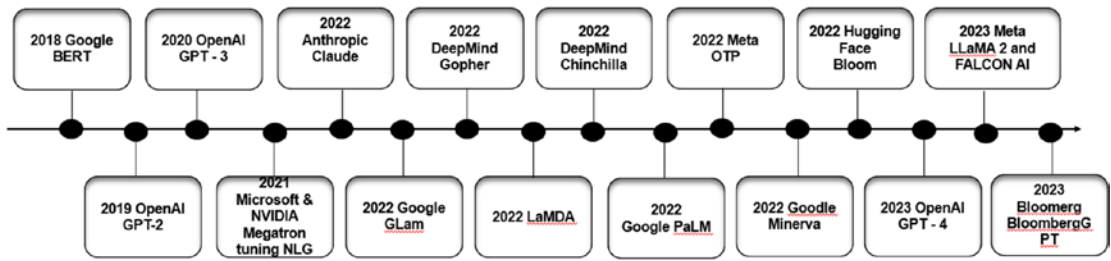 2018 Google
BERT
2020 OpenAI
GPT - 3
2022
Anthropic
Claude
2022
DeepMind
Gopher
2022
DeepMind
Chinchilla
2022 Meta
OTP
2022 Hugging
Face
Bloom
2023 Meta
LLaMA 2 and
FALCON AI
2019 OpenAI
GPT-2
2021
Microsoft &
NVIDIA
Megatron
tuning NLG
2022 Google
GLam
2022 LaMDA
2022
Google PaLM
2022 Goodle
Minerva
2023 OpenAI
GPT - 4
2023
Bloomerg
BloombergG
PT